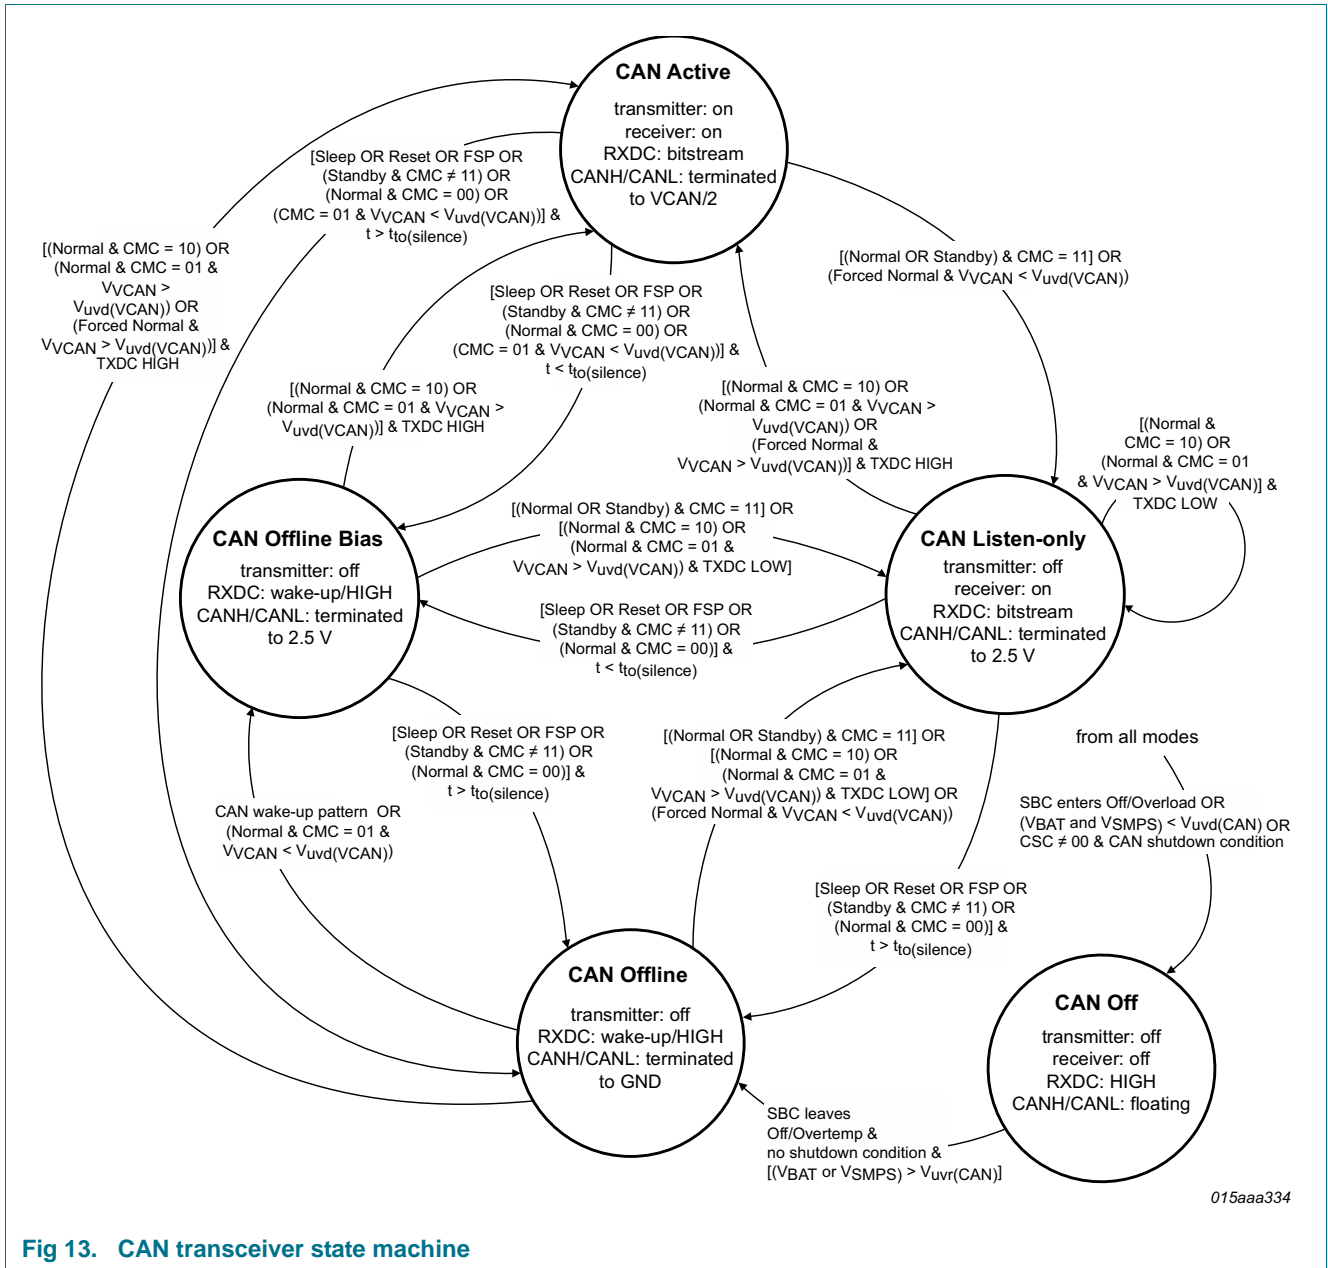 CAN Active
transmitter: on
receiver: on
RXDC: bitstream
CANH/CANL: terminated
to VCAN/2
[Sleep OR Reset OR FSP OR
(Standby & CMC ≠ 11) OR
(Normal & CMC = 00) OR
(CMC = 01 & VVCAN < Vuvd(VCAN))] &
t > tto(silence)
[(Normal & CMC = 10) OR
(Normal & CMC = 01 &
VVCAN >
Vuvd(VCAN)) OR
(Forced Normal &
VVCAN > Vuvd(VCAN))] &
TXDC HIGH
[(Normal OR Standby) & CMC = 11] OR
(Forced Normal & VVCAN < Vuvd(VCAN))
[Sleep OR Reset OR FSP OR
(Standby & CMC ≠ 11) OR
(Normal & CMC = 00) OR
(CMC = 01 & VVCAN < Vuvd(VCAN))] &
t < tto(silence)
[(Normal & CMC = 10) OR
(Normal & CMC = 01 & VVCAN >
Vuvd(VCAN))] & TXDC HIGH
[(Normal & CMC = 10) OR
(Normal & CMC = 01 & VVCAN >
Vuvd(VCAN)) OR
(Forced Normal &
VVCAN > Vuvd(VCAN))] & TXDC HIGH
[(Normal &
CMC = 10) OR
(Normal & CMC = 01
& VVCAN > Vuvd(VCAN)] &
TXDC LOW
CAN Offline Bias
transmitter: off
RXDC: wake-up/HIGH
CANH/CANL: terminated
to 2.5 V
[(Normal OR Standby) & CMC = 11] OR
[(Normal & CMC = 10) OR
(Normal & CMC = 01 &
VVCAN > Vuvd(VCAN)) & TXDC LOW]
CAN Listen-only
transmitter: off
receiver: on
RXDC: bitstream
CANH/CANL: terminated
to 2.5 V
[Sleep OR Reset OR FSP OR
(Standby & CMC ≠ 11) OR
(Normal & CMC = 00)] &
t < tto(silence)
[Sleep OR Reset OR FSP OR
(Standby & CMC ≠ 11) OR
(Normal & CMC = 00)] &
t > tto(silence)
[(Normal OR Standby) & CMC = 11] OR
[(Normal & CMC = 10) OR
(Normal & CMC = 01 &
VVCAN > Vuvd(VCAN)) & TXDC LOW] OR
(Forced Normal & VVCAN < Vuvd(VCAN))
from all modes
SBC enters Off/Overload OR
(VBAT and VSMPS) < Vuvd(CAN) OR
CSC ≠ 00 & CAN shutdown condition
CAN wake-up pattern OR
(Normal & CMC = 01 &
VVCAN < Vuvd(VCAN))
[Sleep OR Reset OR FSP OR
(Standby & CMC ≠ 11) OR
(Normal & CMC = 00)] &
t > tto(silence)
CAN Offline
transmitter: off
RXDC: wake-up/HIGH
CANH/CANL: terminated
to GND
CAN Off
transmitter: off
receiver: off
RXDC: HIGH
CANH/CANL: floating
SBC leaves
Off/Overtemp &
no shutdown condition &
[(VBAT or VSMPS) > Vuvr(CAN)]
015aaa334
Fig 13. CAN transceiver state machine